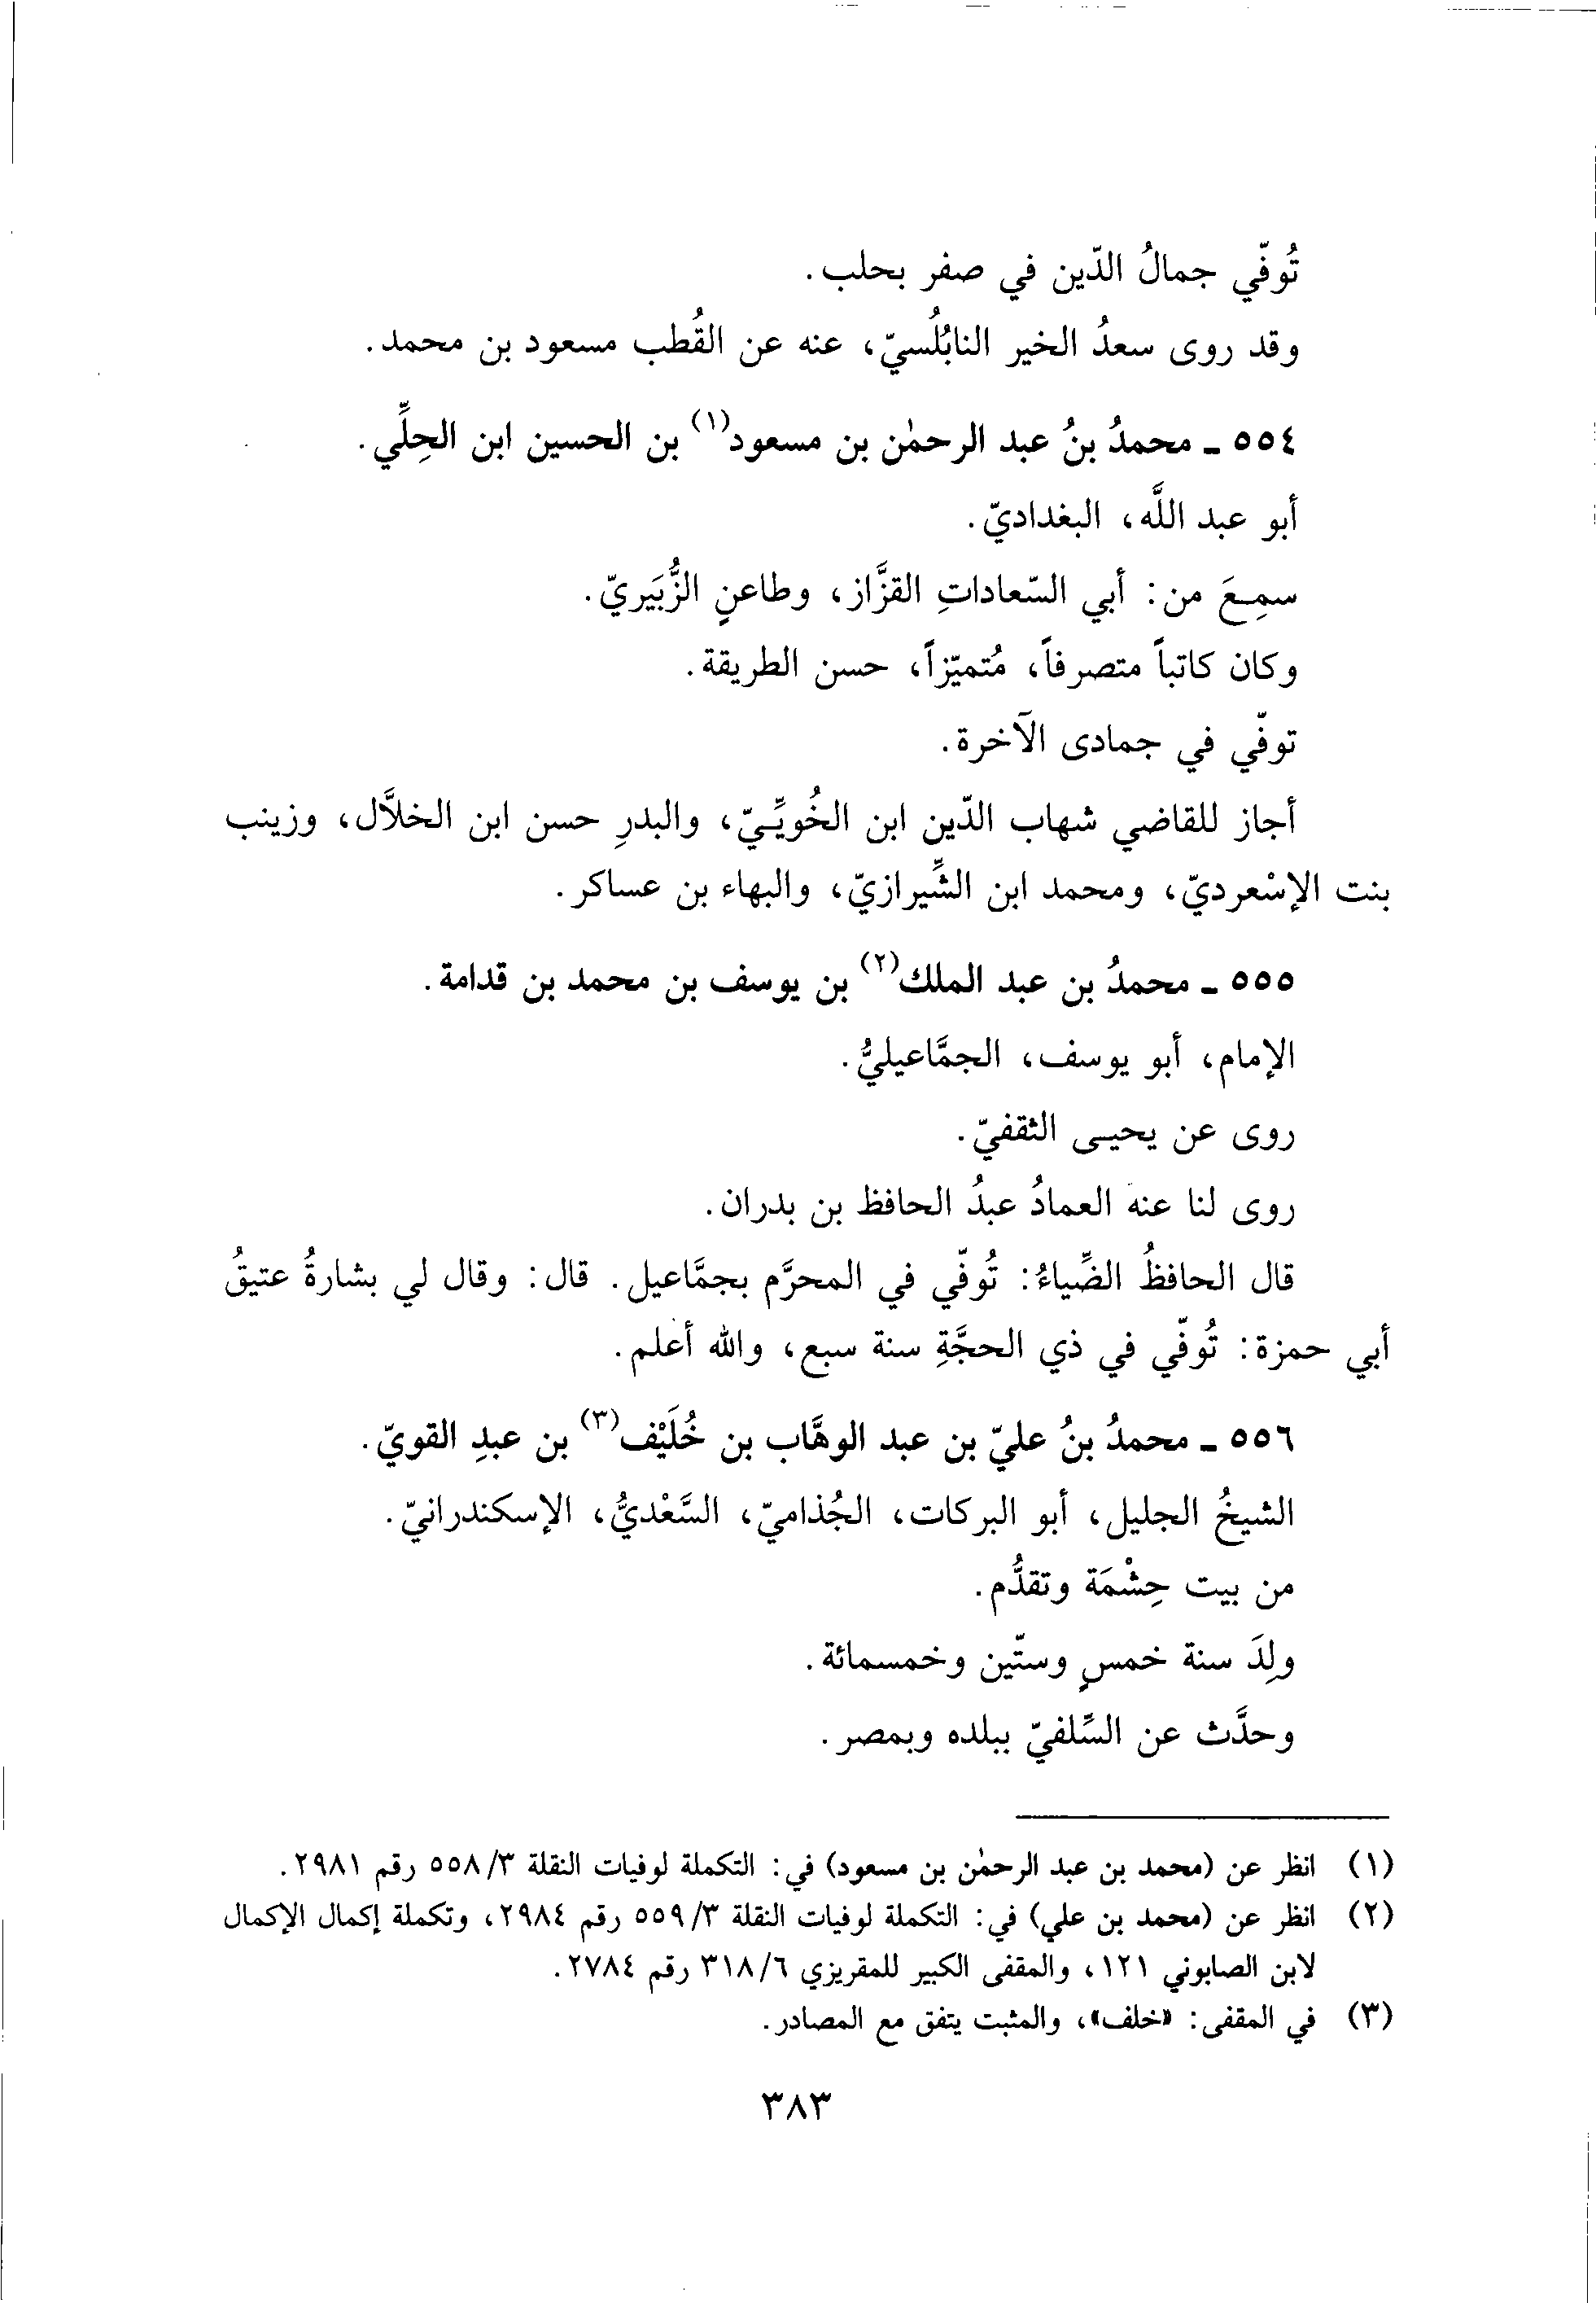 تُوفّي جمالُ الدّين في صفر بحلب.
وقد روى سعدُ الخير النابُلُسيّ، عنه عن القُطب مسعود بن محمد.
٥٥٤ ـ محمدُ بنُ عبد الرحمٰن بن مسعود(١) بن الحسين ابن الحِلِّي.
أبو عبد اللَّه، البغداديّ.
سمِعَ من: أبي السّعاداتِ القزَّاز، وطاعنٍ الزُّبَيريّ.
وكان كاتباً متصرفاً، مُتميّزاً، حسن الطريقة.
توفّي في جمادى الآخرة.
أجاز للقاضي شهاب الدّين ابن الخُويِّـيّ، والبدرِ حسن ابن الخلاَّل، وزينب
بنت الإسْعرديّ، ومحمد ابن الشِّيرازيّ، والبهاء بن عساكر.
٥٥٥ ـ محمدُ بن عبد الملك(٢) بن يوسف بن محمد بن قدامة.
الإمام، أبو يوسف، الجمَّاعيليُّ.
روى عن يحيـى الثقفيّ.
روى لنا عنه العمادُ عبدُ الحافظ بن بدران.
قال الحافظُ الضِّياءُ: تُوفّي في المحرَّم بجمَّاعيل. قال: وقال لي بشارةُ عتيقُ
أبي حمزة: تُوفّي في ذي الحجَّةِ سنة سبع، والله أعلم.
٥٥٦ ـ محمدُ بنُ عليّ بن عبد الوهَّاب بن خُلَيْف(٣) بن عبدِ القويّ.
الشيخُ الجليل، أبو البركات، الجُذاميّ، السَّعْديُّ، الإسكندرانيّ.
من بيت حِشْمَة وتقدُّم.
ولِدَ سنة خمسٍ وستّين وخمسمائة.
وحدَّث عن السِّلفيّ ببلده وبمصر.
(١) انظر عن (محمد بن عبد الرحمٰن بن مسعود) في: التكملة لوفيات النقلة ٥٥٨/٣ رقم ٢٩٨١.
(٢) انظر عن (محمد بن علي) في: التكملة لوفيات النقلة ٥٥٩/٣ رقم ٢٩٨٤، وتكملة إكمال الإكمال
لابن الصابوني ١٢١، والمقفى الكبير للمقريزي ٣١٨/٦ رقم ٢٧٨٤.
(٣) في المقفى: «خلف»، والمثبت يتفق مع المصادر.
٣٨٣